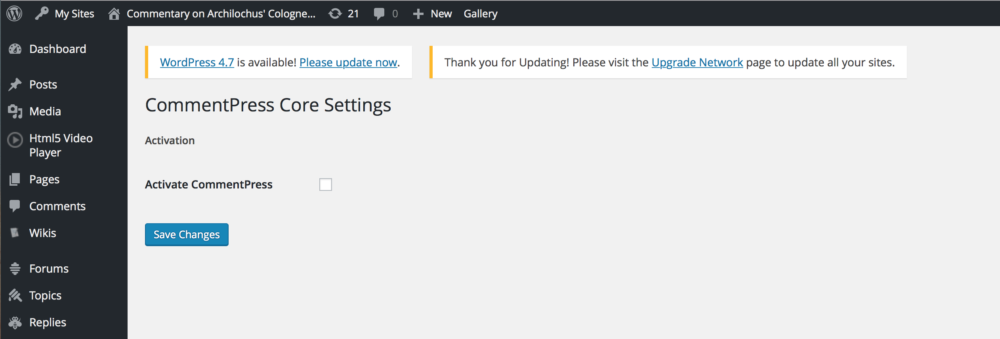 My Sites Commentary on Archilochus' Cologne... 21 0 New Gallery
Dashboard
Posts
Media
Html5 Video
Player
Pages
Comments
Wikis
Forums
Topics
Replies
WordPress 4.7 is available! Please update now.
Thank you for Updating! Please visit the Upgrade Network page to update all your sites.
CommentPress Core Settings
Activation
Activate CommentPress
Save Changes